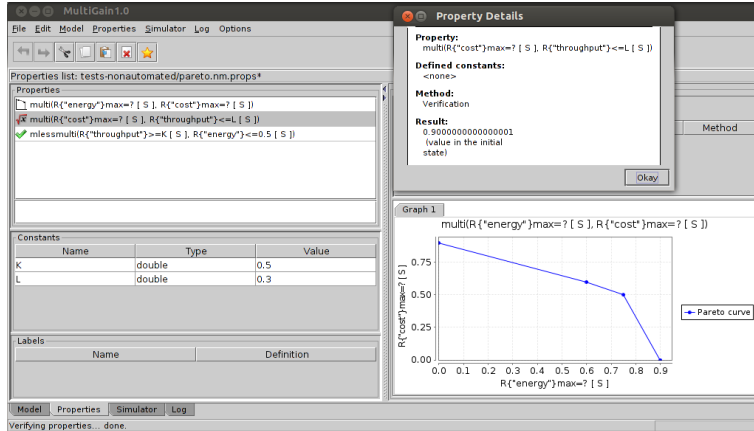 MultiGain1.0
File Edit Model Properties Simulator Log Options
Properties list: tests-nonautomated/pareto.nm.props*
Properties
multi(R{"energy"}max=? [ S ], R{"cost"}max=? [ S ])
multi(R{"cost"}max=? [ S ], R{"throughput"}<=L [ S ])
mlessmulti(R{"throughput"}>=K [ S ], R{"energy"}<=0.5 [ S ])
Constants
Name Type Value
K double 0.5
L double 0.3
Labels
Name Definition
Property Details
Property:
multi(R{"cost"}max=? [ S ], R{"throughput"}<=L [ S ])
Defined constants:
<none>
Method:
Verification
Result:
0.9000000000000001
(value in the initial
state)
Okay
Method
Graph 1
multi(R{"energy"}max=? [ S ], R{"cost"}max=? [ S ])
R{"cost"}max=? [ S ]
0.75
0.50
0.25
0.00
0.0 0.1 0.2 0.3 0.4 0.5 0.6 0.7 0.8 0.9
R{"energy"}max=? [ S ]
Pareto curve
Model Properties Simulator Log
Verifying properties... done.